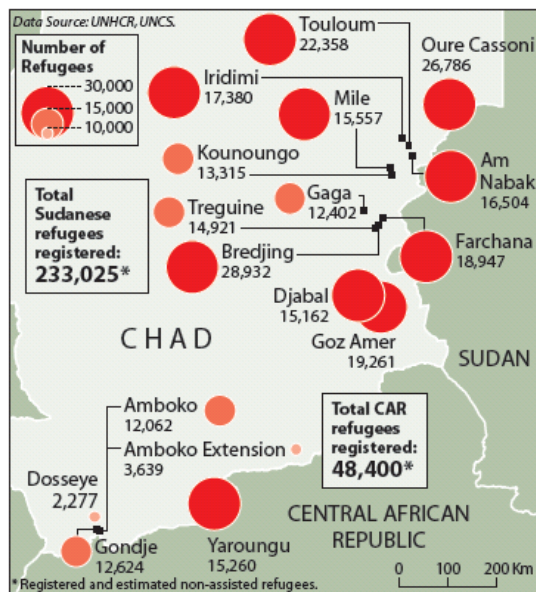 Data Source: UNHCR, UNCS.
Number of
Refugees
30,000
15,000
10,000
Touloum
22,358
Oure Cassoni
26,786
Iridimi
17,380
Mile
15,557
Kounoungo
13,315
Am
Nabak
16,504
Total
Sudanese
refugees
registered:
233,025*
Gaga
12,402
Treguine
14,921
Bredjing
28,932
Farchana
18,947
Djabal
15,162
Goz Amer
19,261
CHAD
SUDAN
Amboko
12,062
Amboko Extension
3,639
Total CAR
refugees
registered:
48,400*
Dosseye
2,277
Gondje
12,624
Yaroungu
15,260
CENTRAL AFRICAN
REPUBLIC
* Registered and estimated non-assisted refugees.
0 100 200 Km